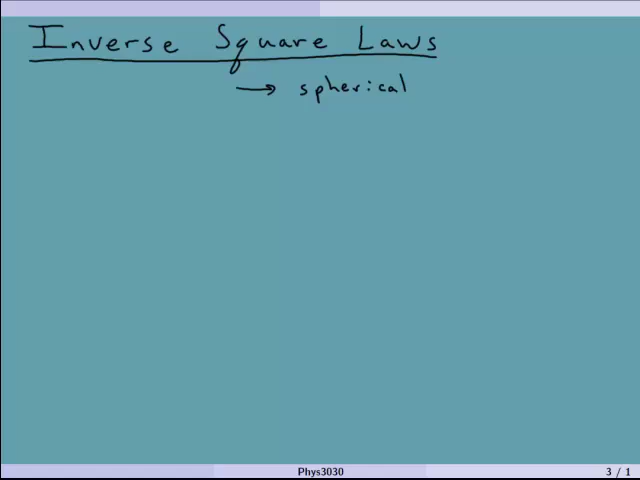 Inverse Square Laws
→ spherical
Phys3030
3 / 1